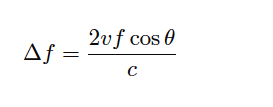 Δf = 2vf cos θ / c